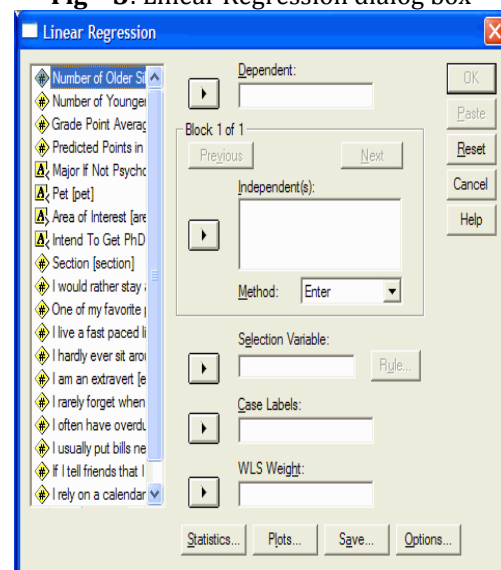 Fig – 3: Linear Regression dialog box
Linear Regression
Number of Older Si
Number of Younger
Grade Point Averag
Predicted Points in
Major If Not Psycho
Pet [pet]
Area of Interest [are
Intend To Get PhD
Section [section]
I would rather stay a
One of my favorite p
I live a fast paced li
I hardly ever sit arou
I am an extravert [e
I rarely forget when
I often have overdu
I usually put bills ne
If I tell friends that I
I rely on a calendar
Dependent:
Block 1 of 1
Previous
Next
Independent(s):
Method: Enter
Selection Variable:
Rule...
Case Labels:
WLS Weight:
Statistics... Plots... Save... Options...
OK
Paste
Reset
Cancel
Help